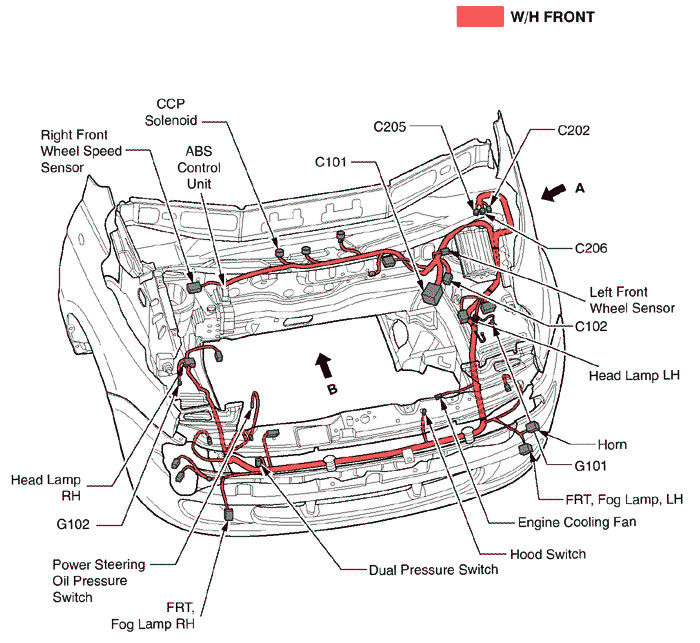 W/H FRONT
CCP
Solenoid
Right Front
Wheel Speed
Sensor
ABS
Control
Unit
C101
C205
C202
A
C206
Left Front
Wheel Sensor
C102
Head Lamp LH
B
Horn
G101
FRT, Fog Lamp, LH
Engine Cooling Fan
Hood Switch
Dual Pressure Switch
Head Lamp
RH
G102
Power Steering
Oil Pressure
Switch
FRT,
Fog Lamp RH